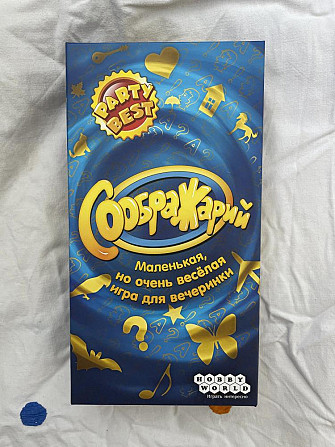 PARTY
BEST
Соображарий
Маленькая,
но очень весёлая
игра для вечеринки
HOBBY
WORLD
Играть интересно